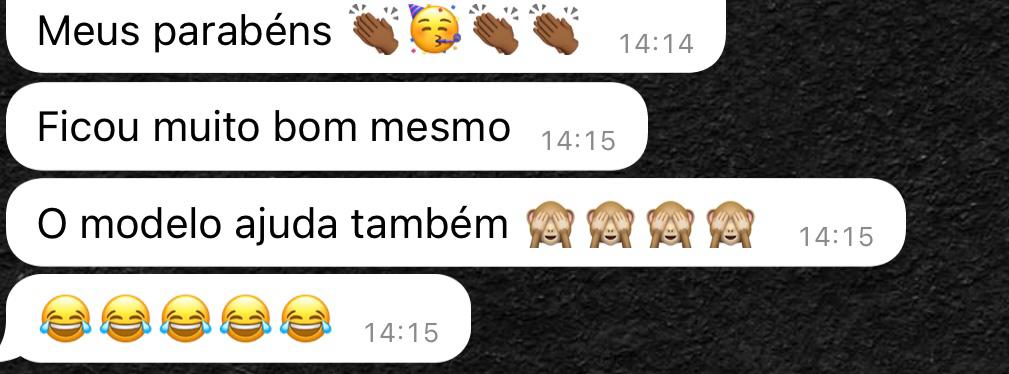 Meus parabéns 👏🏾🥳👏🏾👏🏾 14:14
Ficou muito bom mesmo 14:15
O modelo ajuda também 🙈🙈🙈🙈 14:15
😂😂😂😂😂 14:15